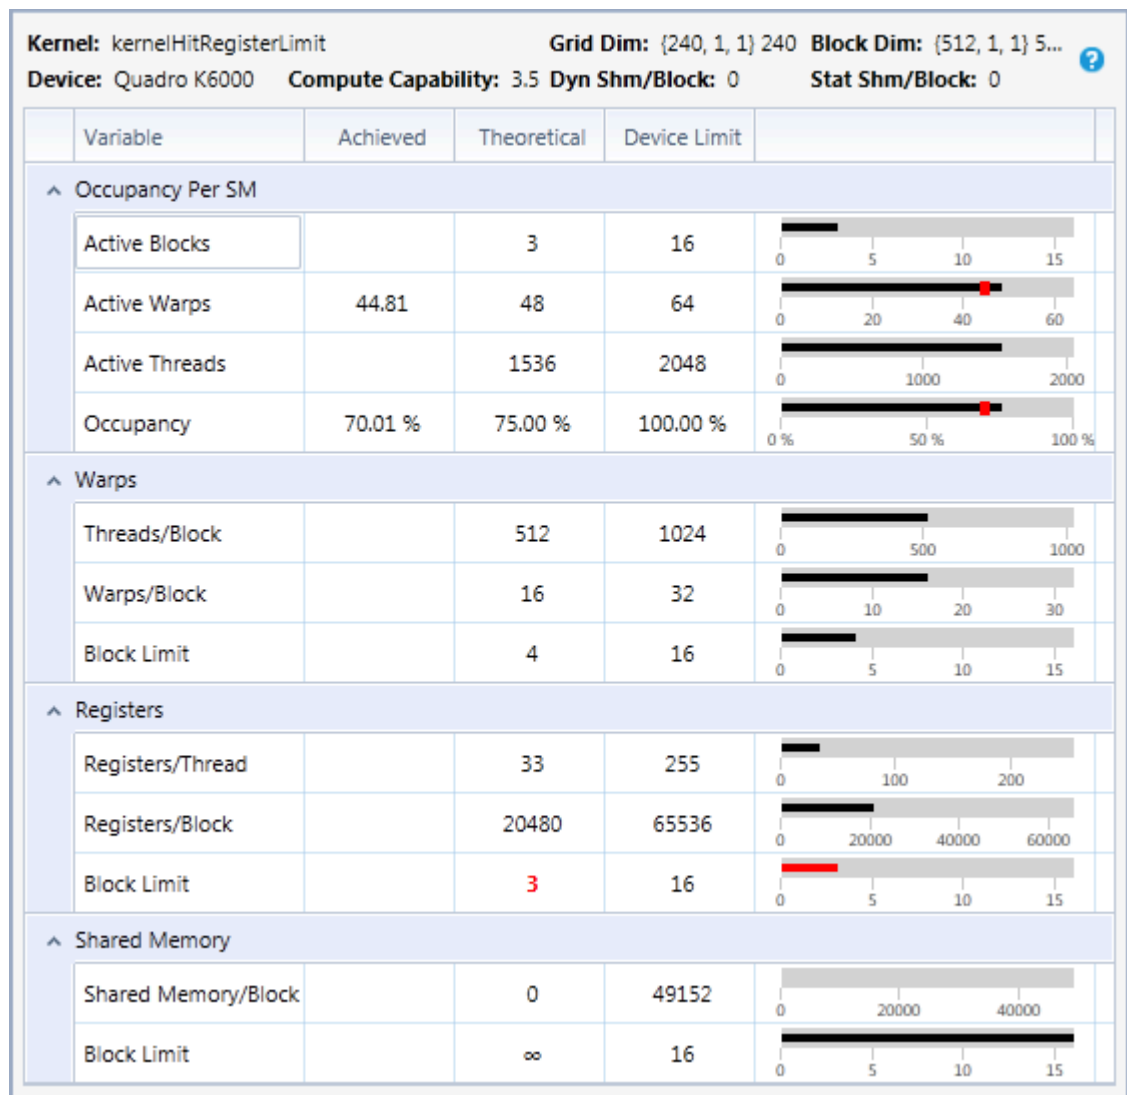 Kernel: kernelHitRegisterLimit Grid Dim: {240, 1, 1} 240 Block Dim: {512, 1, 1} 5...
Device: Quadro K6000 Compute Capability: 3.5 Dyn Shm/Block: 0 Stat Shm/Block: 0
?
Variable Achieved Theoretical Device Limit
Occupancy Per SM
Active Blocks 3 16
0 5 10 15
Active Warps 44.81 48 64
0 20 40 60
Active Threads 1536 2048
0 1000 2000
Occupancy 70.01 % 75.00 % 100.00 %
0 % 50 % 100 %
Warps
Threads/Block 512 1024
0 500 1000
Warps/Block 16 32
0 10 20 30
Block Limit 4 16
0 5 10 15
Registers
Registers/Thread 33 255
0 100 200
Registers/Block 20480 65536
0 20000 40000 60000
Block Limit 3 16
0 5 10 15
Shared Memory
Shared Memory/Block 0 49152
0 20000 40000
Block Limit ∞ 16
0 5 10 15